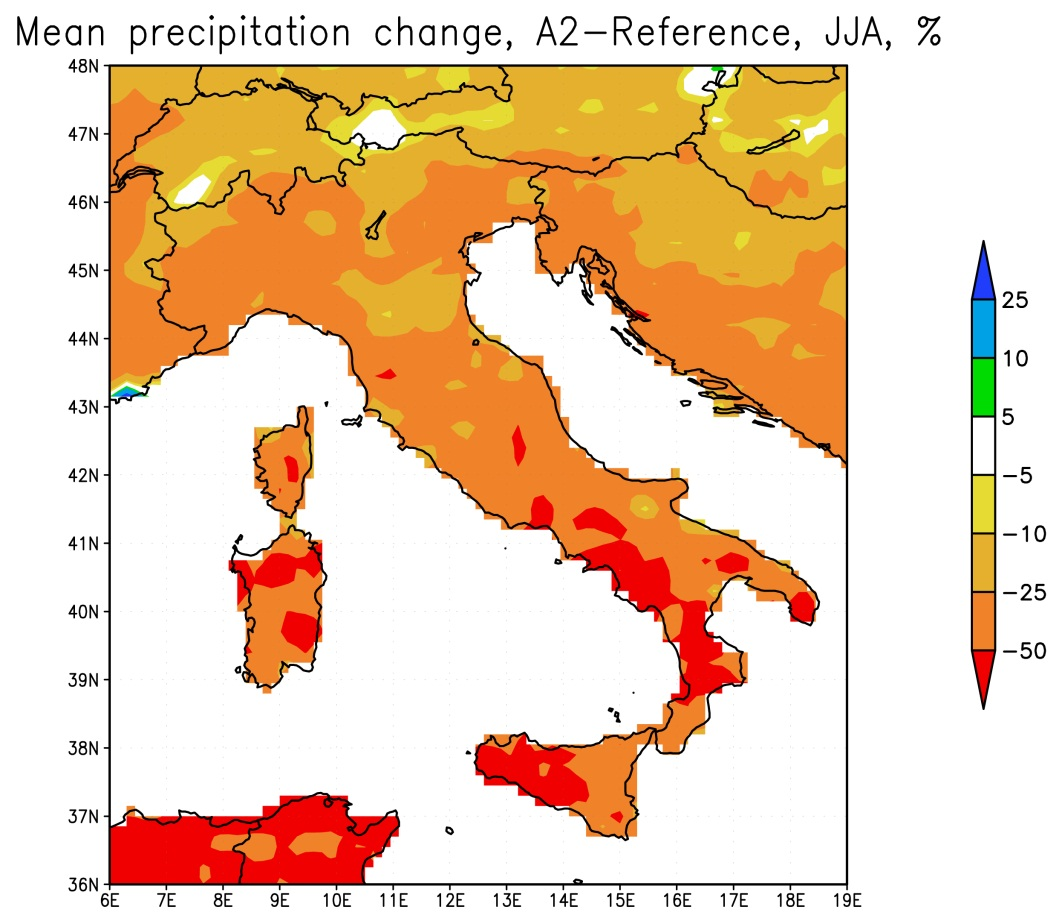 Mean precipitation change, A2−Reference, JJA, %
48N
47N
46N
45N
44N
43N
42N
41N
40N
39N
38N
37N
36N
6E 7E 8E 9E 10E 11E 12E 13E 14E 15E 16E 17E 18E 19E
25
10
5
−5
−10
−25
−50